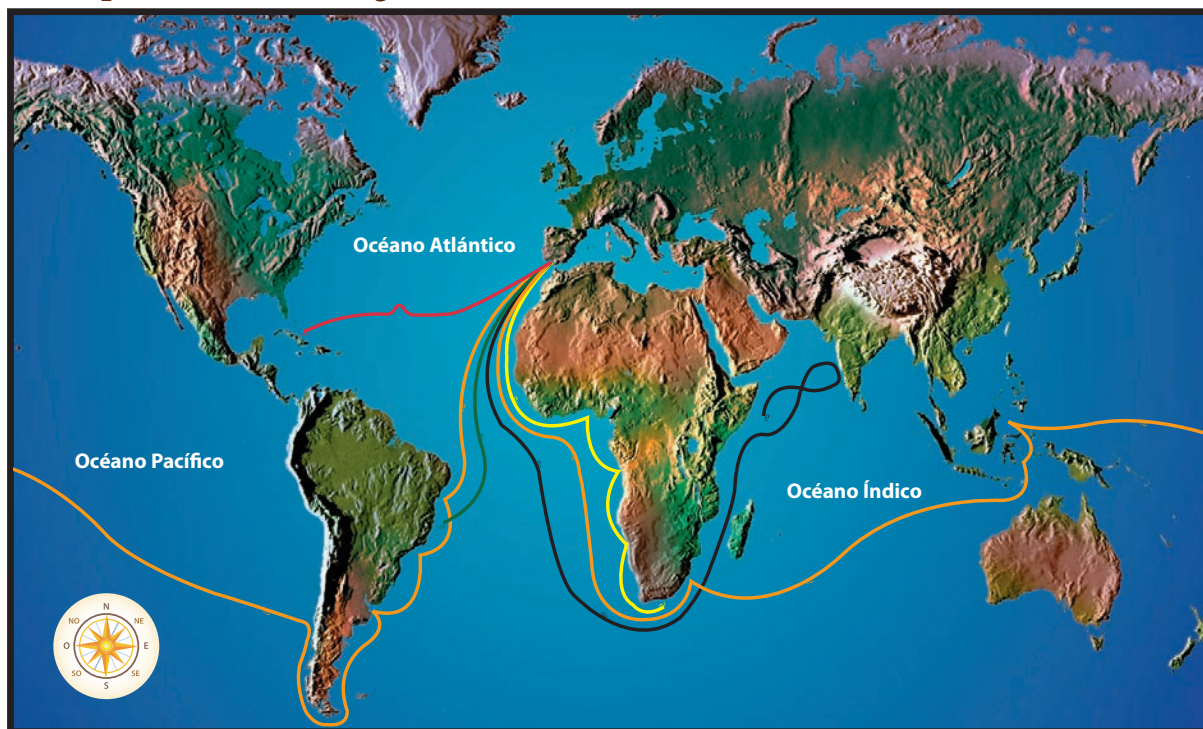 Océano Atlántico
Océano Pacífico
Océano Índico
N
NO
NE
O
E
SO
SE
S